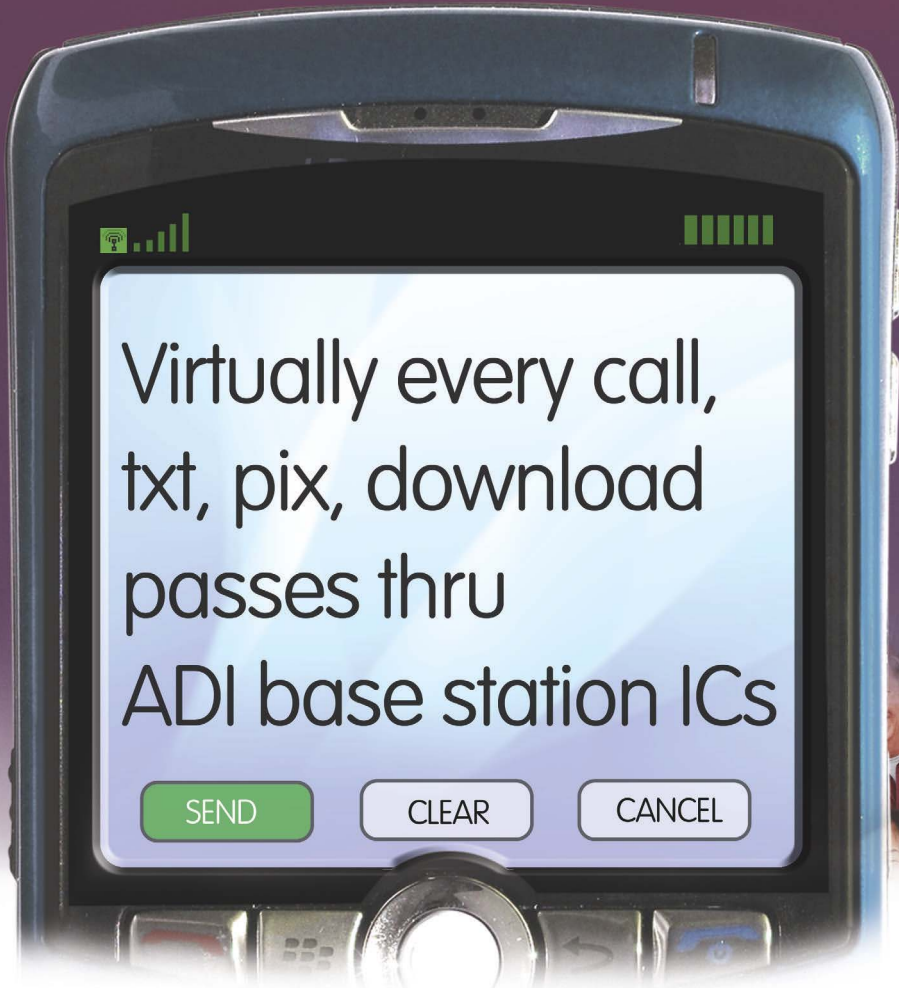 Virtually every call,
txt, pix, download
passes thru
ADI base station ICs
SEND CLEAR CANCEL